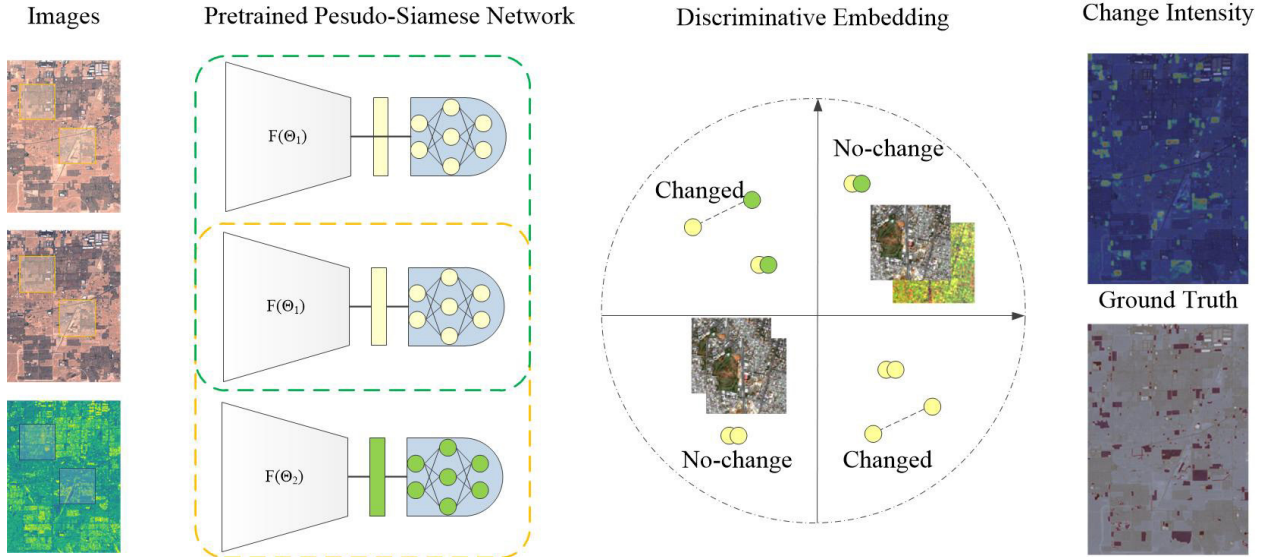 Images
Pretrained Pesudo-Siamese Network
Discriminative Embedding
Change Intensity
F(Θ₁)
F(Θ₁)
F(Θ₂)
Changed
No-change
No-change
Changed
Ground Truth